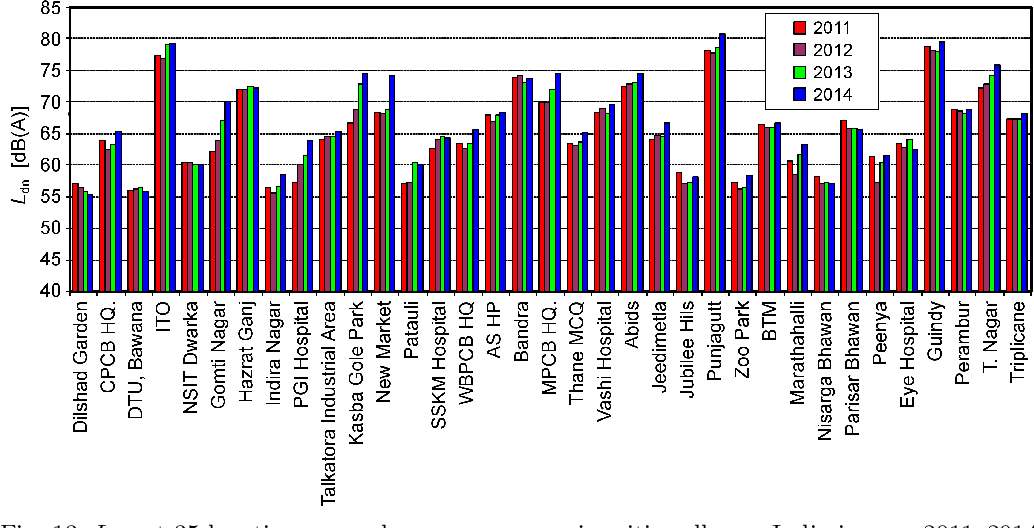 85
80
75
70
65
60
55
50
45
40
Ldn [dB(A)]
2011
2012
2013
2014
Dilshad Garden
CPCB HQ.
DTU, Bawana
ITO
NSIT Dwarka
Gomti Nagar
Hazrat Ganj
Indira Nagar
PGI Hospital
Talkatora Industrial Area
Kasba Gole Park
New Market
Patauli
SSKM Hospital
WBPCB HQ
AS HP
Bandra
MPCB HQ.
Thane MCQ
Vashi Hospital
Abids
Jeedimetla
Jubilee Hils
Punjagutt
Zoo Park
BTM
Marathahalli
Nisarga Bhawan
Parisar Bhawan
Peenya
Eye Hospital
Guindy
Perambur
T. Nagar
Triplicane